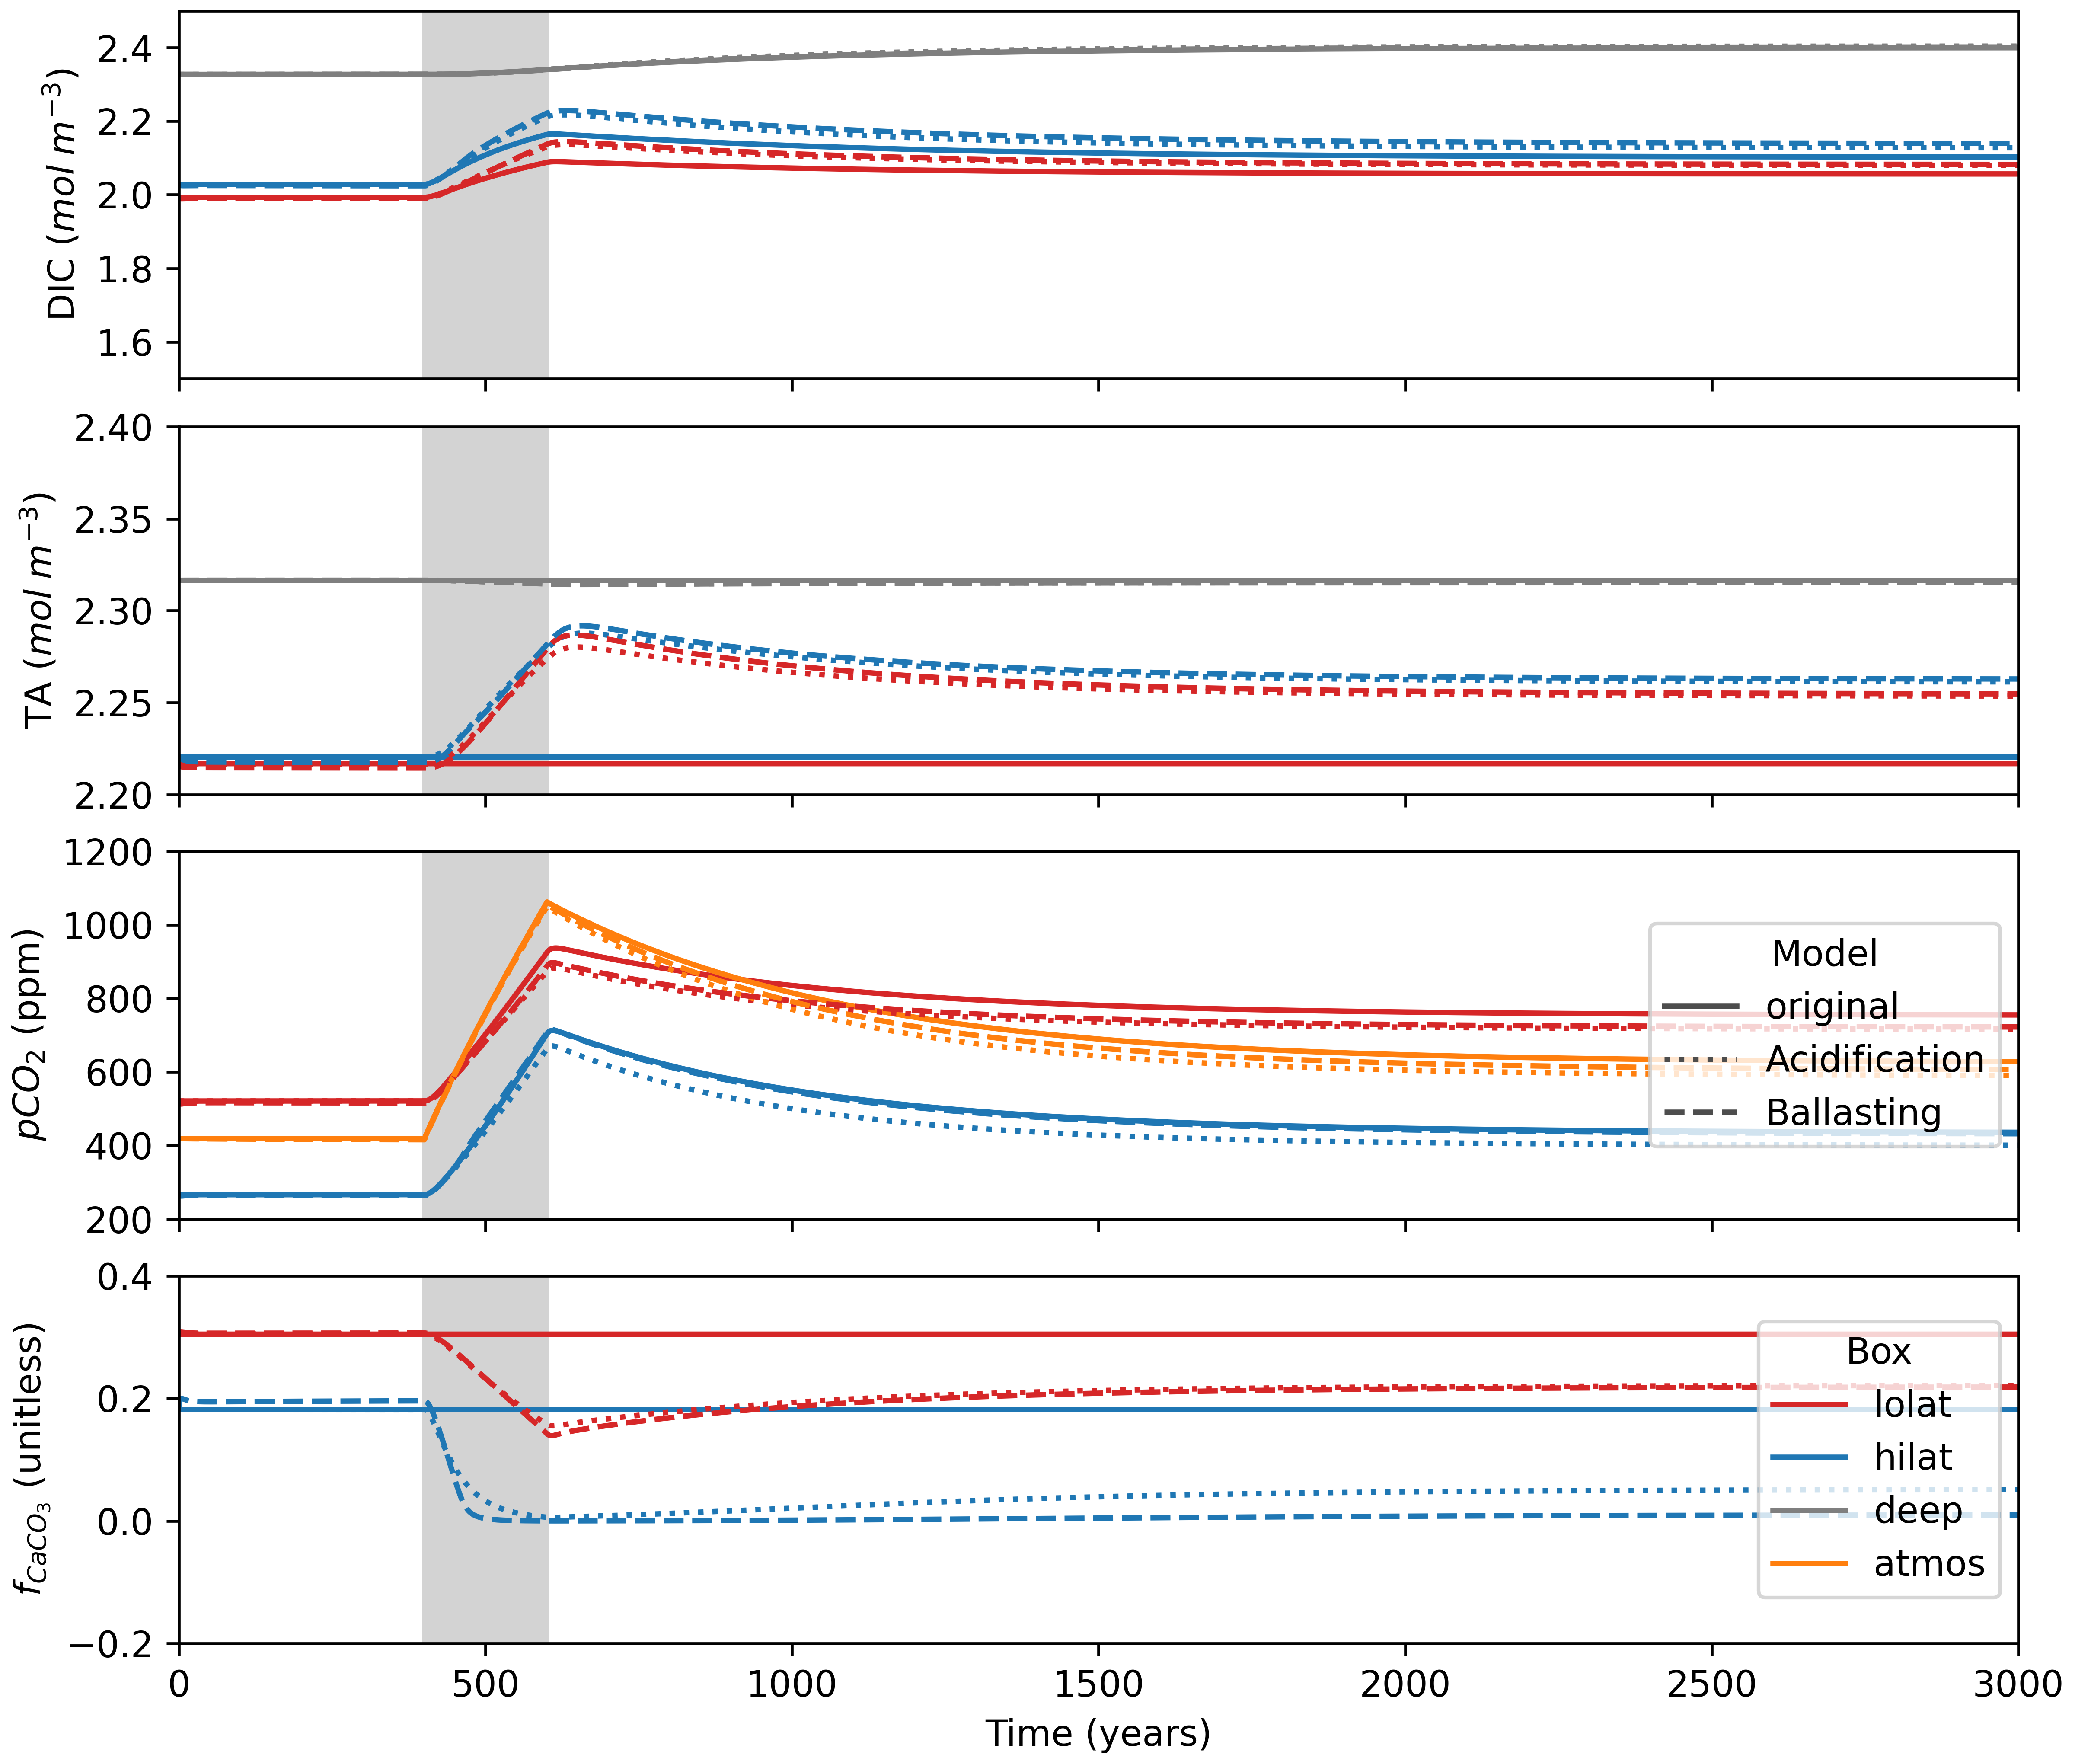 DIC (mol m⁻³)
2.4
2.2
2.0
1.8
1.6
TA (mol m⁻³)
2.40
2.35
2.30
2.25
2.20
pCO₂ (ppm)
1200
1000
800
600
400
200
Model
original
Acidification
Ballasting
f_CaCO₃ (unitless)
0.4
0.2
0.0
−0.2
Box
lolat
hilat
deep
atmos
0 500 1000 1500 2000 2500 3000
Time (years)